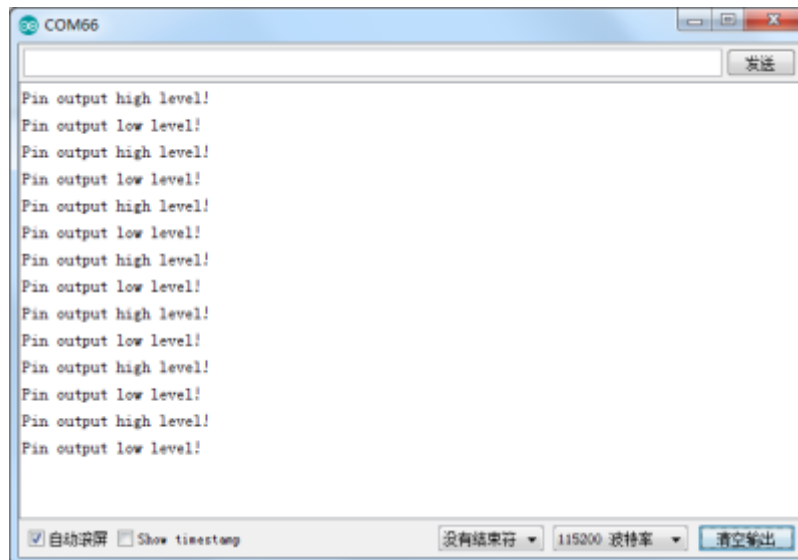 COM66
发送
Pin output high level!
Pin output low level!
Pin output high level!
Pin output low level!
Pin output high level!
Pin output low level!
Pin output high level!
Pin output low level!
Pin output high level!
Pin output low level!
Pin output high level!
Pin output low level!
Pin output high level!
Pin output low level!
自动滚屏 Show timestamp 没有结束符 115200 波特率 清空输出